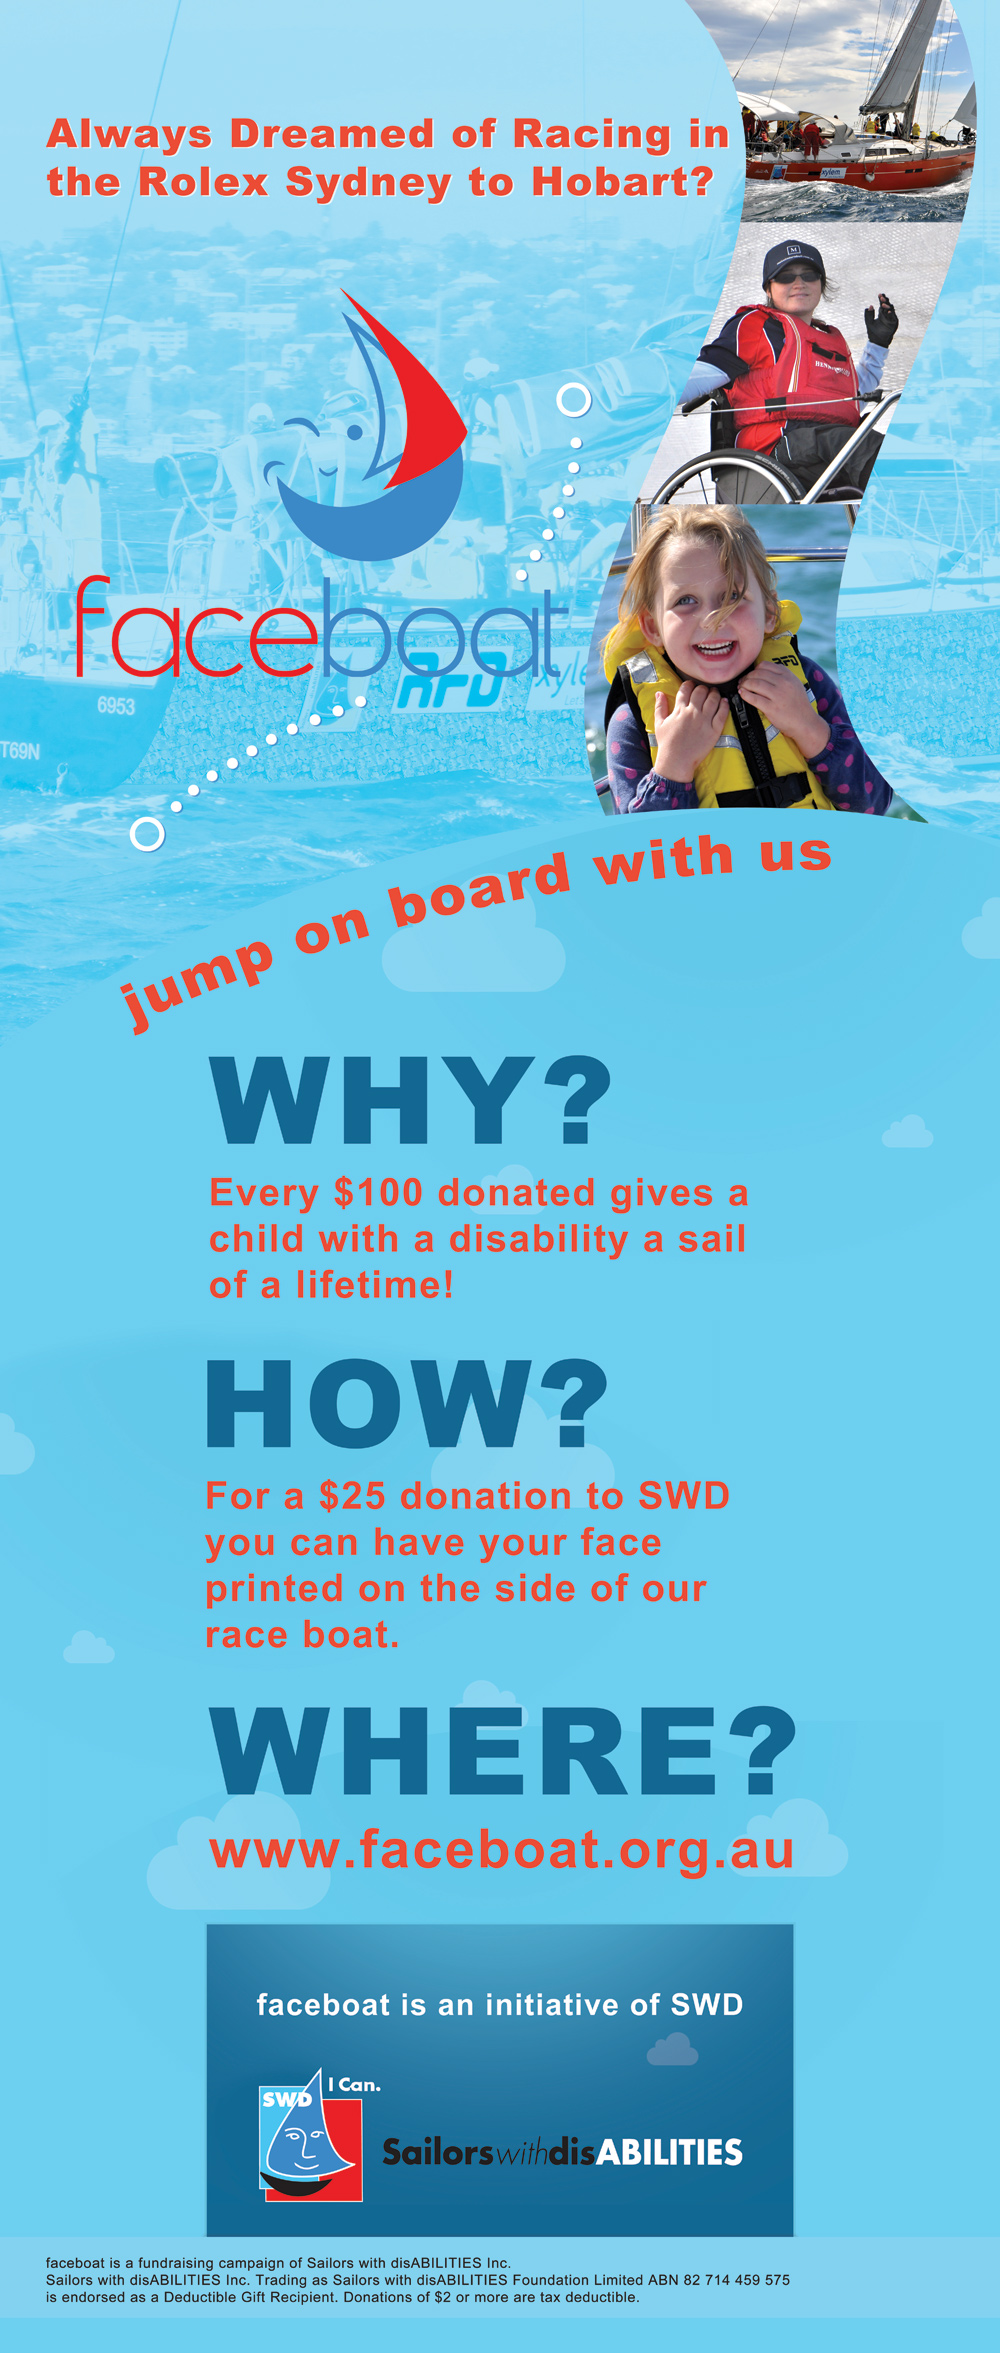 Always Dreamed of Racing in
the Rolex Sydney to Hobart?
xylem
M
faceboat
RFD
6953
T69N
RFD
jump on board with us
WHY?
Every $100 donated gives a
child with a disability a sail
of a lifetime!
HOW?
For a $25 donation to SWD
you can have your face
printed on the side of our
race boat.
WHERE?
www.faceboat.org.au
faceboat is an initiative of SWD
I Can.
SWD
SailorswithdisABILITIES
faceboat is a fundraising campaign of Sailors with disABILITIES Inc.
Sailors with disABILITIES Inc. Trading as Sailors with disABILITIES Foundation Limited ABN 82 714 459 575
is endorsed as a Deductible Gift Recipient. Donations of $2 or more are tax deductible.